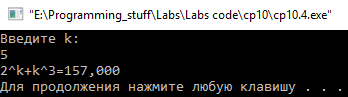 "E:\Programming_stuff\Labs\Labs code\cp10\cp10.4.exe"
Введите k:
5
2^k+k^3=157,000
Для продолжения нажмите любую клавишу . . .